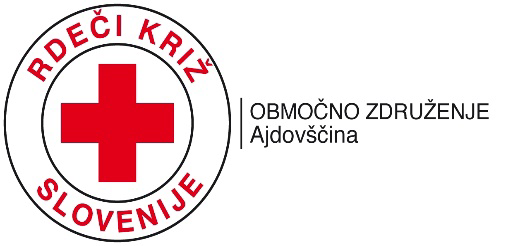 RDEČI KRIŽ
SLOVENIJE
OBMOČNO ZDRUŽENJE
Ajdovščina